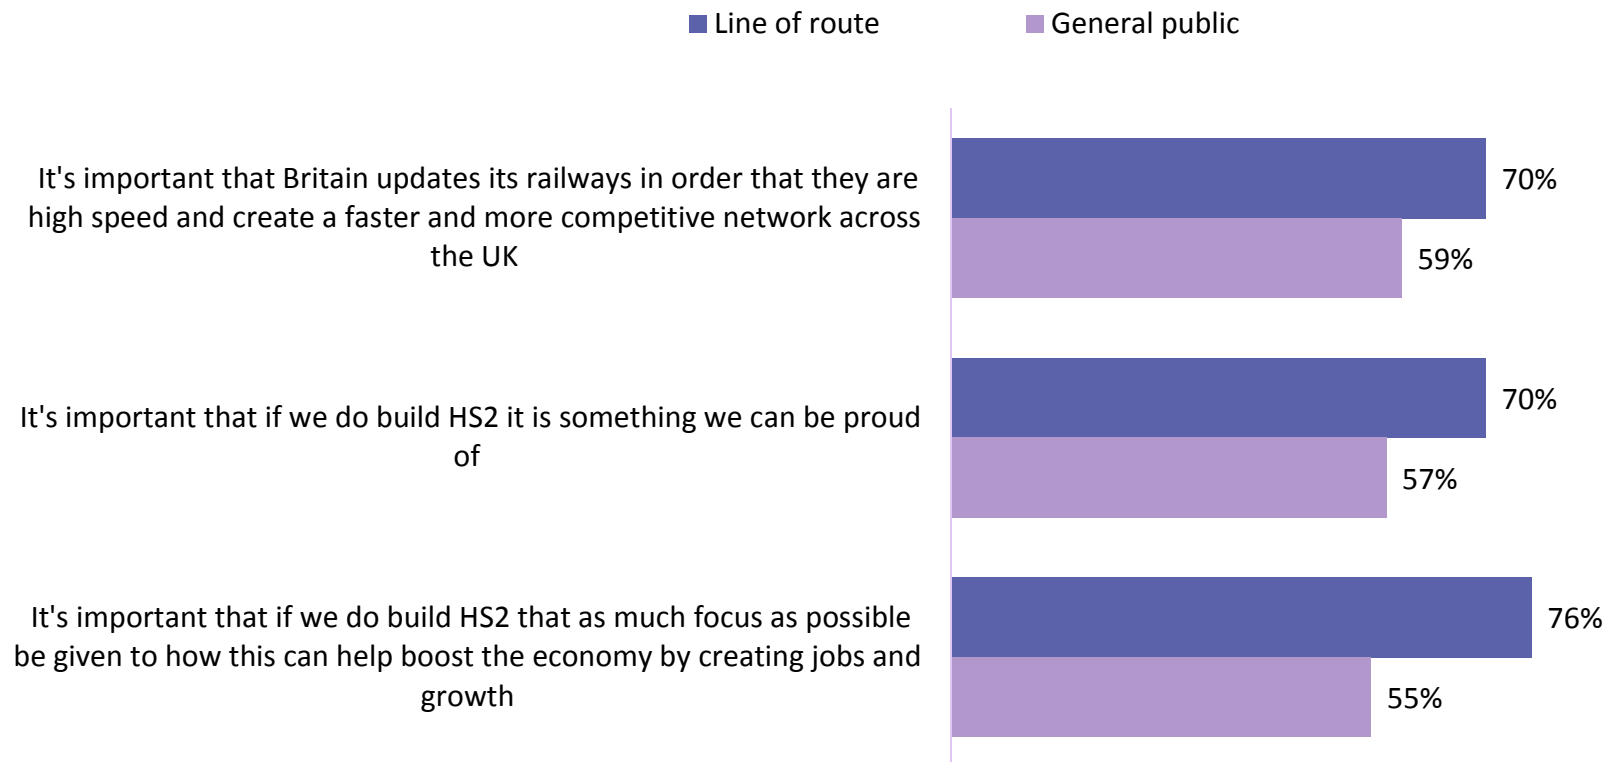 Line of route General public
It's important that Britain updates its railways in order that they are
high speed and create a faster and more competitive network across
the UK
70%
59%
It's important that if we do build HS2 it is something we can be proud
of
70%
57%
It's important that if we do build HS2 that as much focus as possible
be given to how this can help boost the economy by creating jobs and
growth
76%
55%